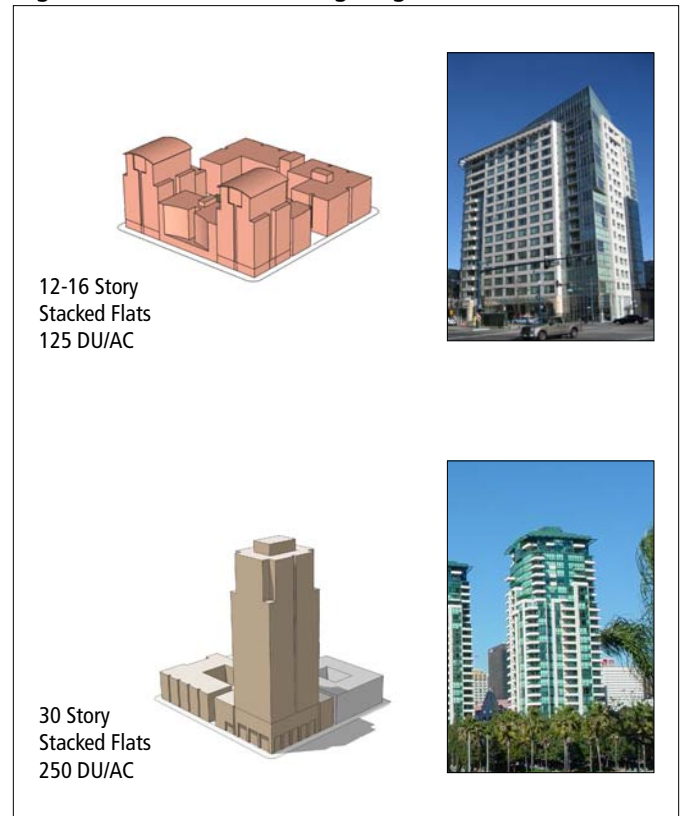 12-16 Story
Stacked Flats
125 DU/AC
30 Story
Stacked Flats
250 DU/AC